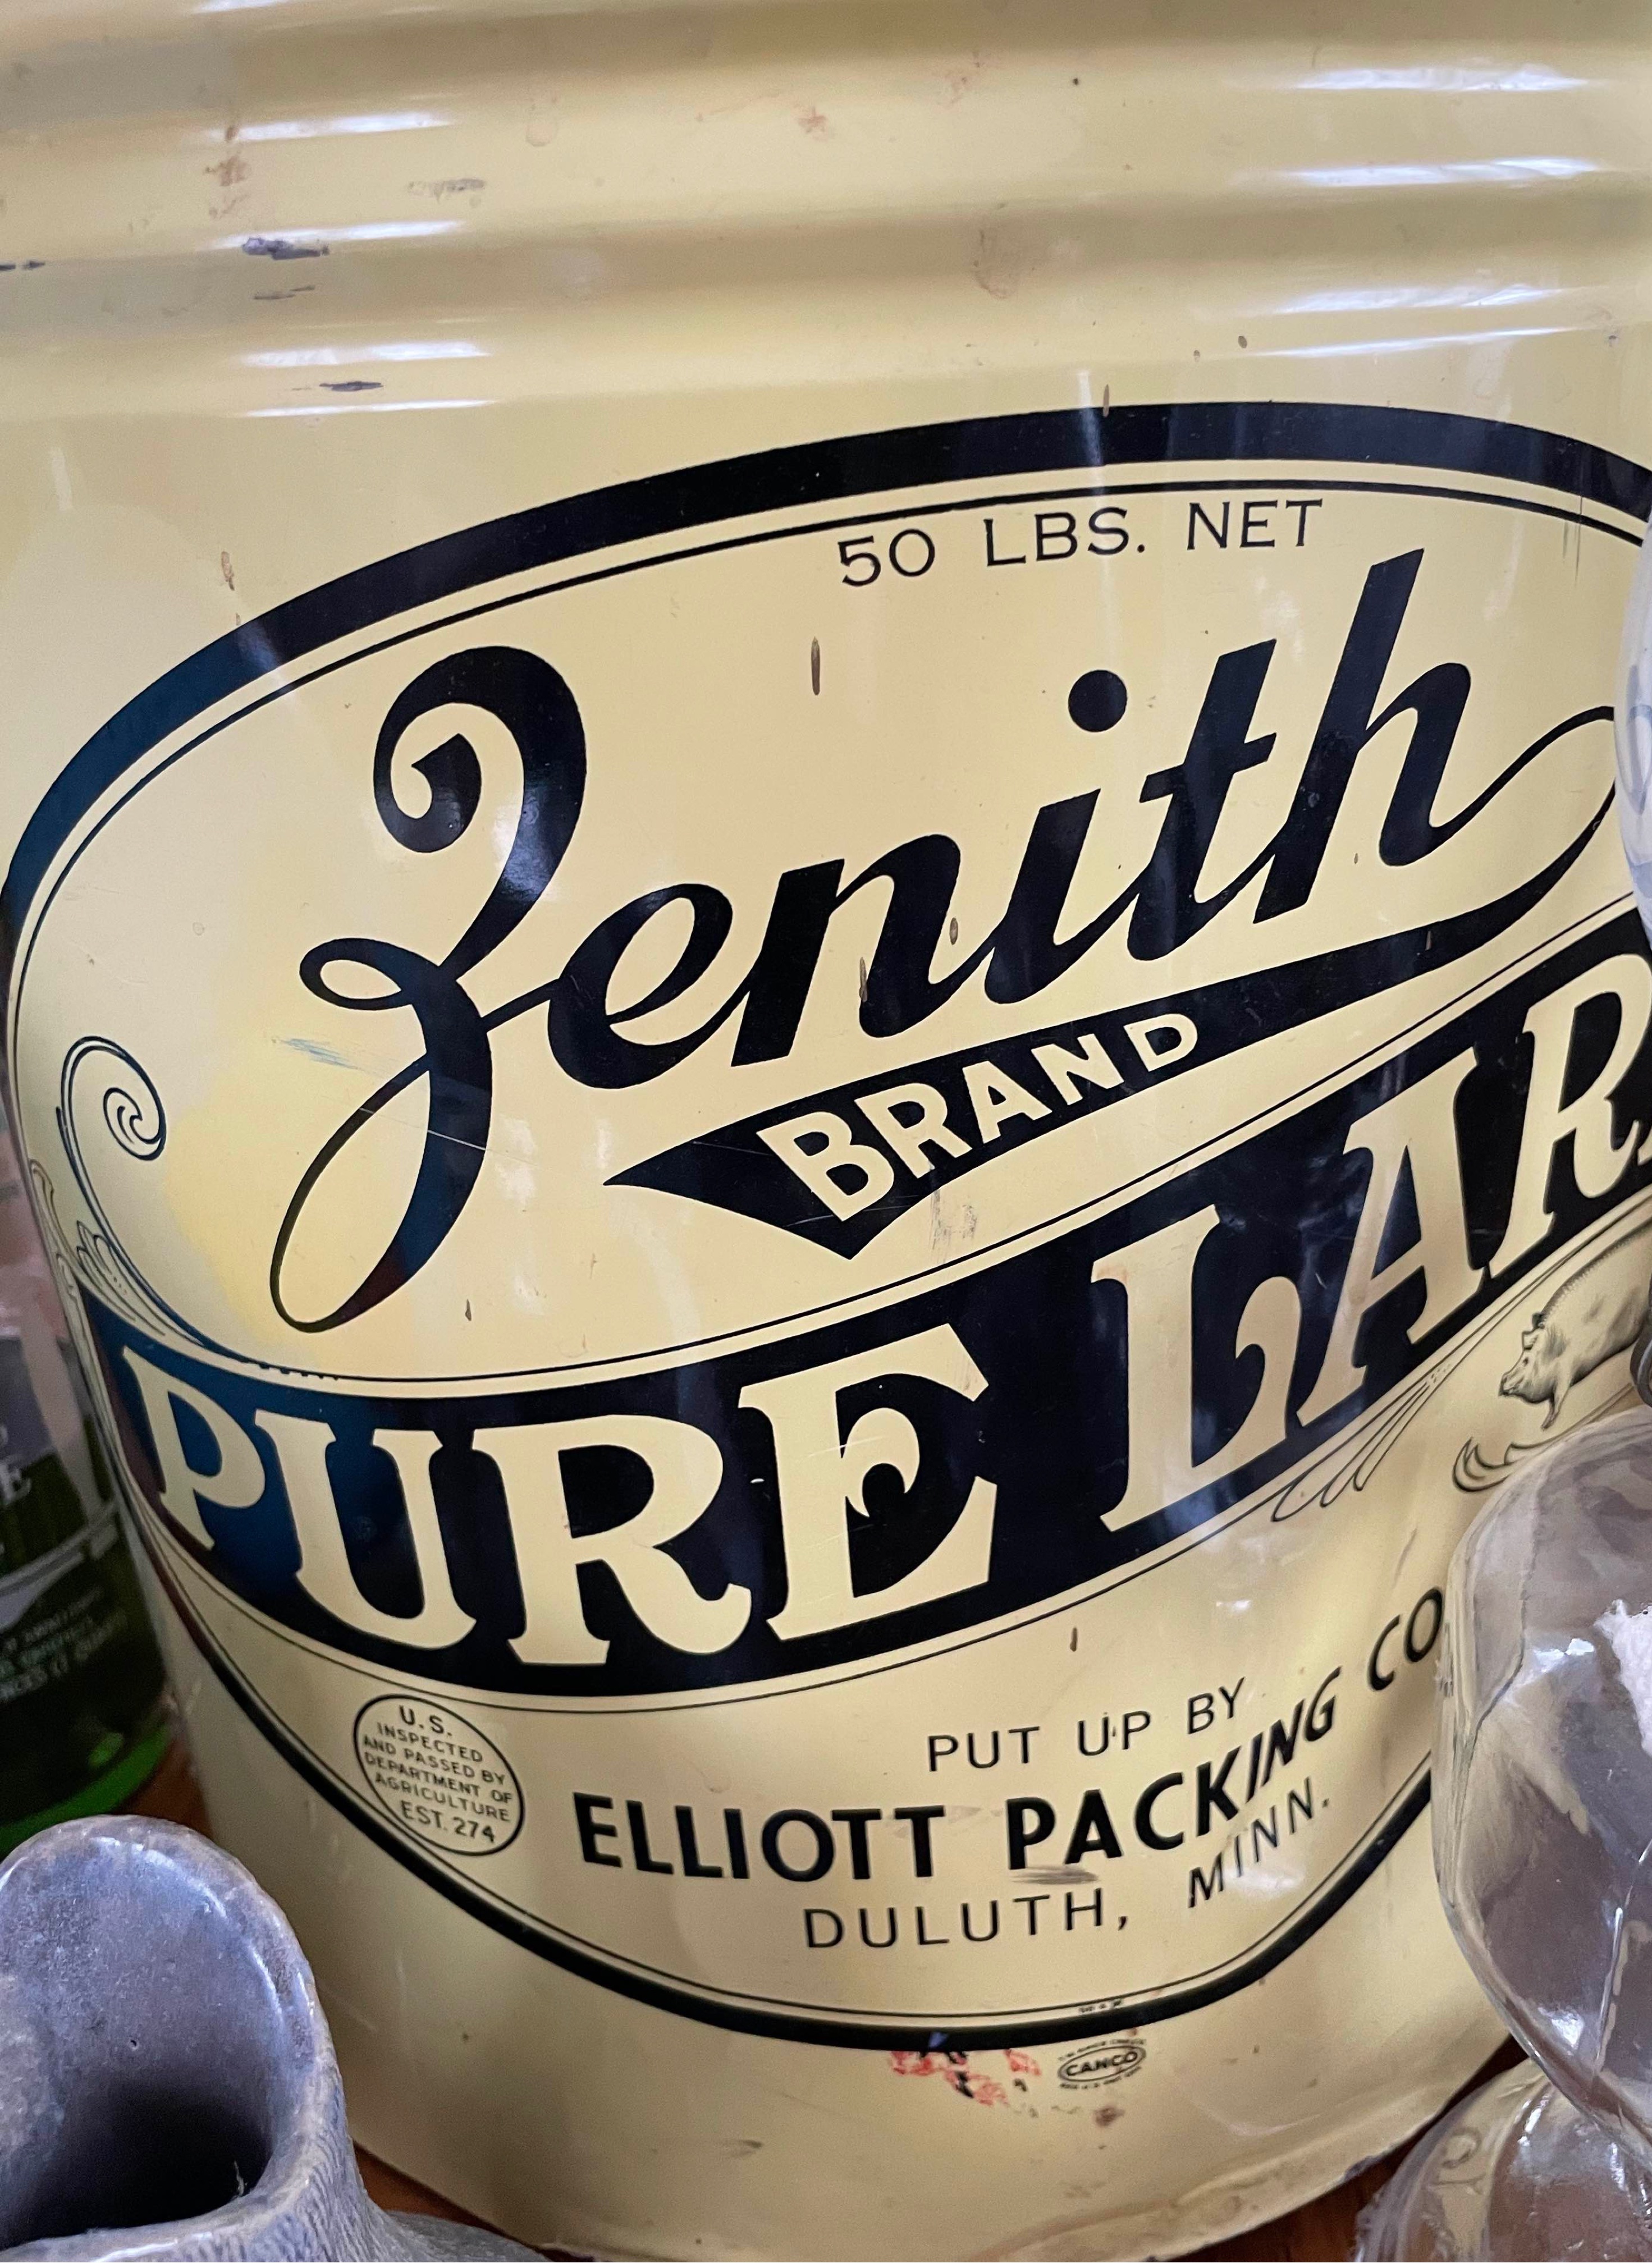 50 LBS. NET
Zenith
BRAND
PURE LAR
U.S.
INSPECTED
AND PASSED BY
DEPARTMENT OF
AGRICULTURE
EST. 274
PUT UP BY
ELLIOTT PACKING CO
DULUTH, MINN.
CANCO